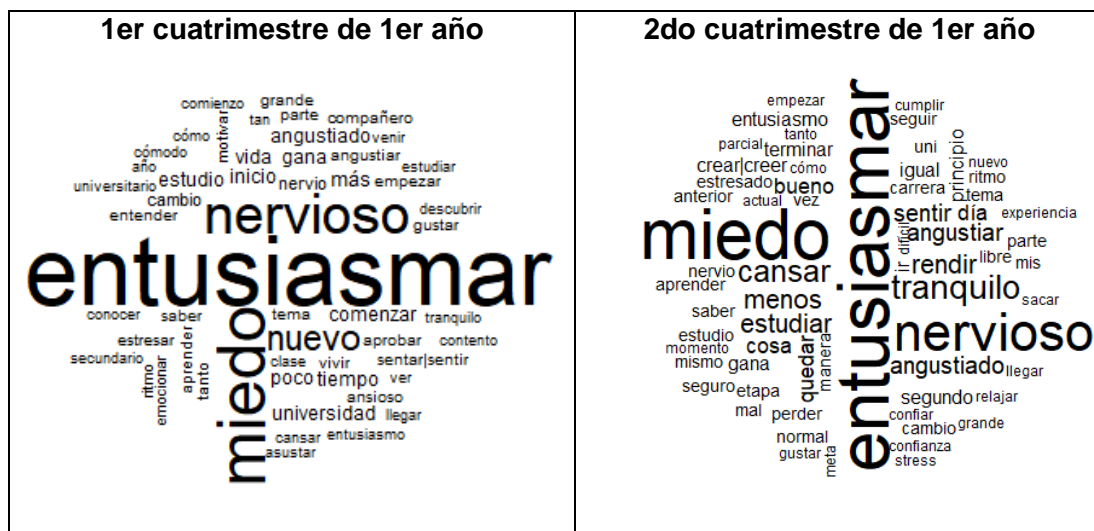 1er cuatrimestre de 1er año
comienzo grande
tan parte compañero
cómo motivar angustiado venir
cómodo vida gana angustiar
año estudiar
universitario estudio inicio nervio más empezar
cambio
entender nervioso descubrir
gustar
entusiasmar
conocer saber miedo tema comenzar tranquilo
estresar nuevo aprobar contento
secundario aprender clase vivir sentar|sentir
ritmo emocionar tanto poco tiempo ver
ansioso
universidad llegar
cansar entusiasmo
asustar
2do cuatrimestre de 1er año
empezar entusiasmar cumplir
entusiasmo seguir
tanto
parcial terminar uni principio
crear|creer cómo igual nuevo
estresado bueno carrera ritmo
anterior actual vez tema
sentir día experiencia
miedo angustiar parte
ir difícil libre
nervio cansar rendir mis
aprender tranquilo
menos sacar
saber
estudiar nervioso
estudio cosa quedar manera
momento
mismo gana angustiado llegar
seguro etapa segundo relajar
mal perder confiar
cambio grande
normal confianza
gustar meta stress